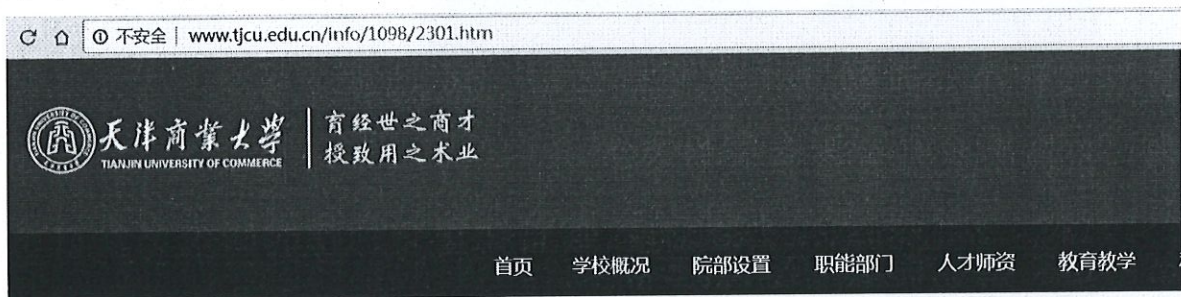 不安全 | www.tjcu.edu.cn/info/1098/2301.htm
天津商業大學
TIANJIN UNIVERSITY OF COMMERCE
育经世之商才
授致用之术业
首页 学校概况 院部设置 职能部门 人才师资 教育教学